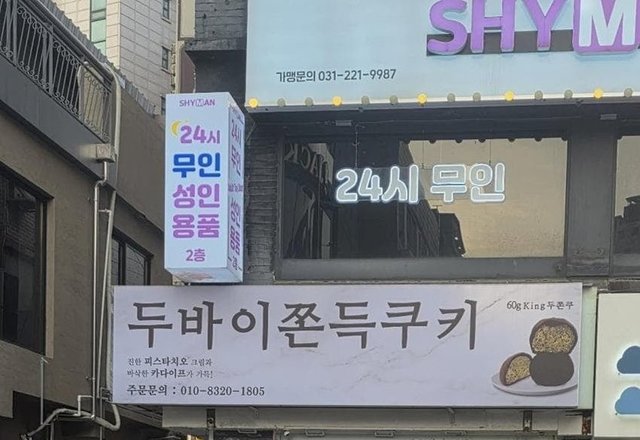 SHYMAN
가맹문의 031-221-9987
SHYMAN
24시
무인
성인
용품
2층
24시 무인
두바이쫀득쿠키
60g King 두쫀쿠
진한 피스타치오 크림과
바삭한 카다이프가 가득!
주문문의 : 010-8320-1805